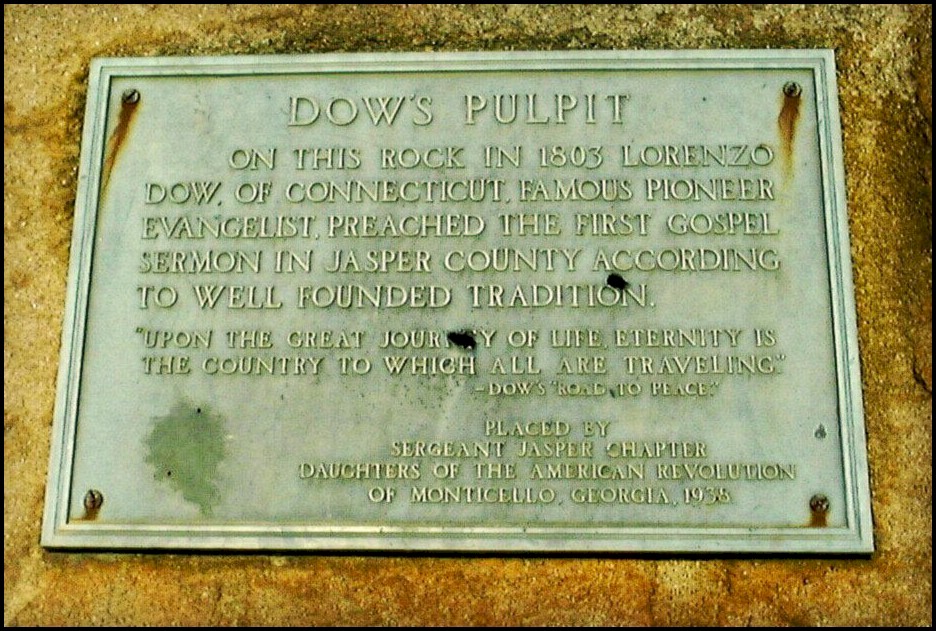 DOW'S PULPIT
ON THIS ROCK IN 1803 LORENZO
DOW, OF CONNECTICUT, FAMOUS PIONEER
EVANGELIST, PREACHED THE FIRST GOSPEL
SERMON IN JASPER COUNTY ACCORDING
TO WELL FOUNDED TRADITION.
"UPON THE GREAT JOURNEY OF LIFE, ETERNITY IS
THE COUNTRY TO WHICH ALL ARE TRAVELING."
-DOW'S "ROAD TO PEACE."
PLACED BY
SERGEANT JASPER CHAPTER
DAUGHTERS OF THE AMERICAN REVOLUTION
OF MONTICELLO, GEORGIA, 1938